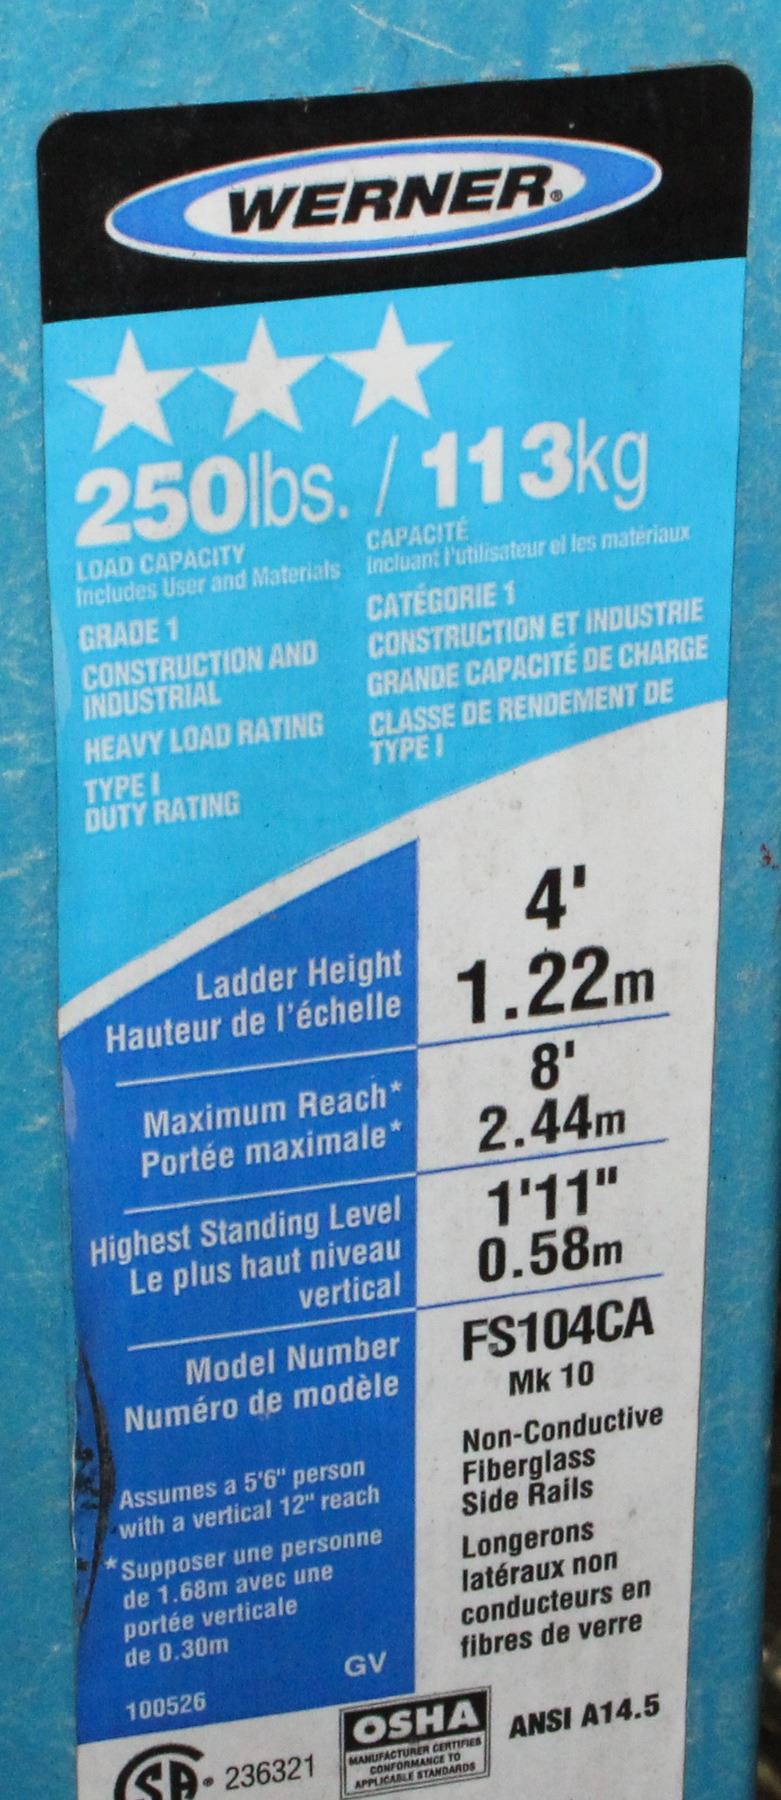 WERNER®
250lbs. / 113kg
LOAD CAPACITY
Includes User and Materials
CAPACITÉ
Incluant l'utilisateur et les matériaux
GRADE 1
CONSTRUCTION AND
INDUSTRIAL
HEAVY LOAD RATING
TYPE I
DUTY RATING
CATÉGORIE 1
CONSTRUCTION ET INDUSTRIE
GRANDE CAPACITÉ DE CHARGE
CLASSE DE RENDEMENT DE
TYPE I
Ladder Height
Hauteur de l'échelle
4'
1.22m
Maximum Reach*
Portée maximale*
8'
2.44m
Highest Standing Level
Le plus haut niveau
vertical
1'11"
0.58m
Model Number
Numéro de modèle
FS104CA
Mk 10
Assumes a 5'6" person
with a vertical 12" reach
*Supposer une personne
de 1.68m avec une
portée verticale
de 0.30m
GV
100526
Non-Conductive
Fiberglass
Side Rails
Longerons
latéraux non
conducteurs en
fibres de verre
SA® 236321
OSHA
MANUFACTURER CERTIFIES
CONFORMANCE TO
APPLICABLE STANDARDS
ANSI A14.5